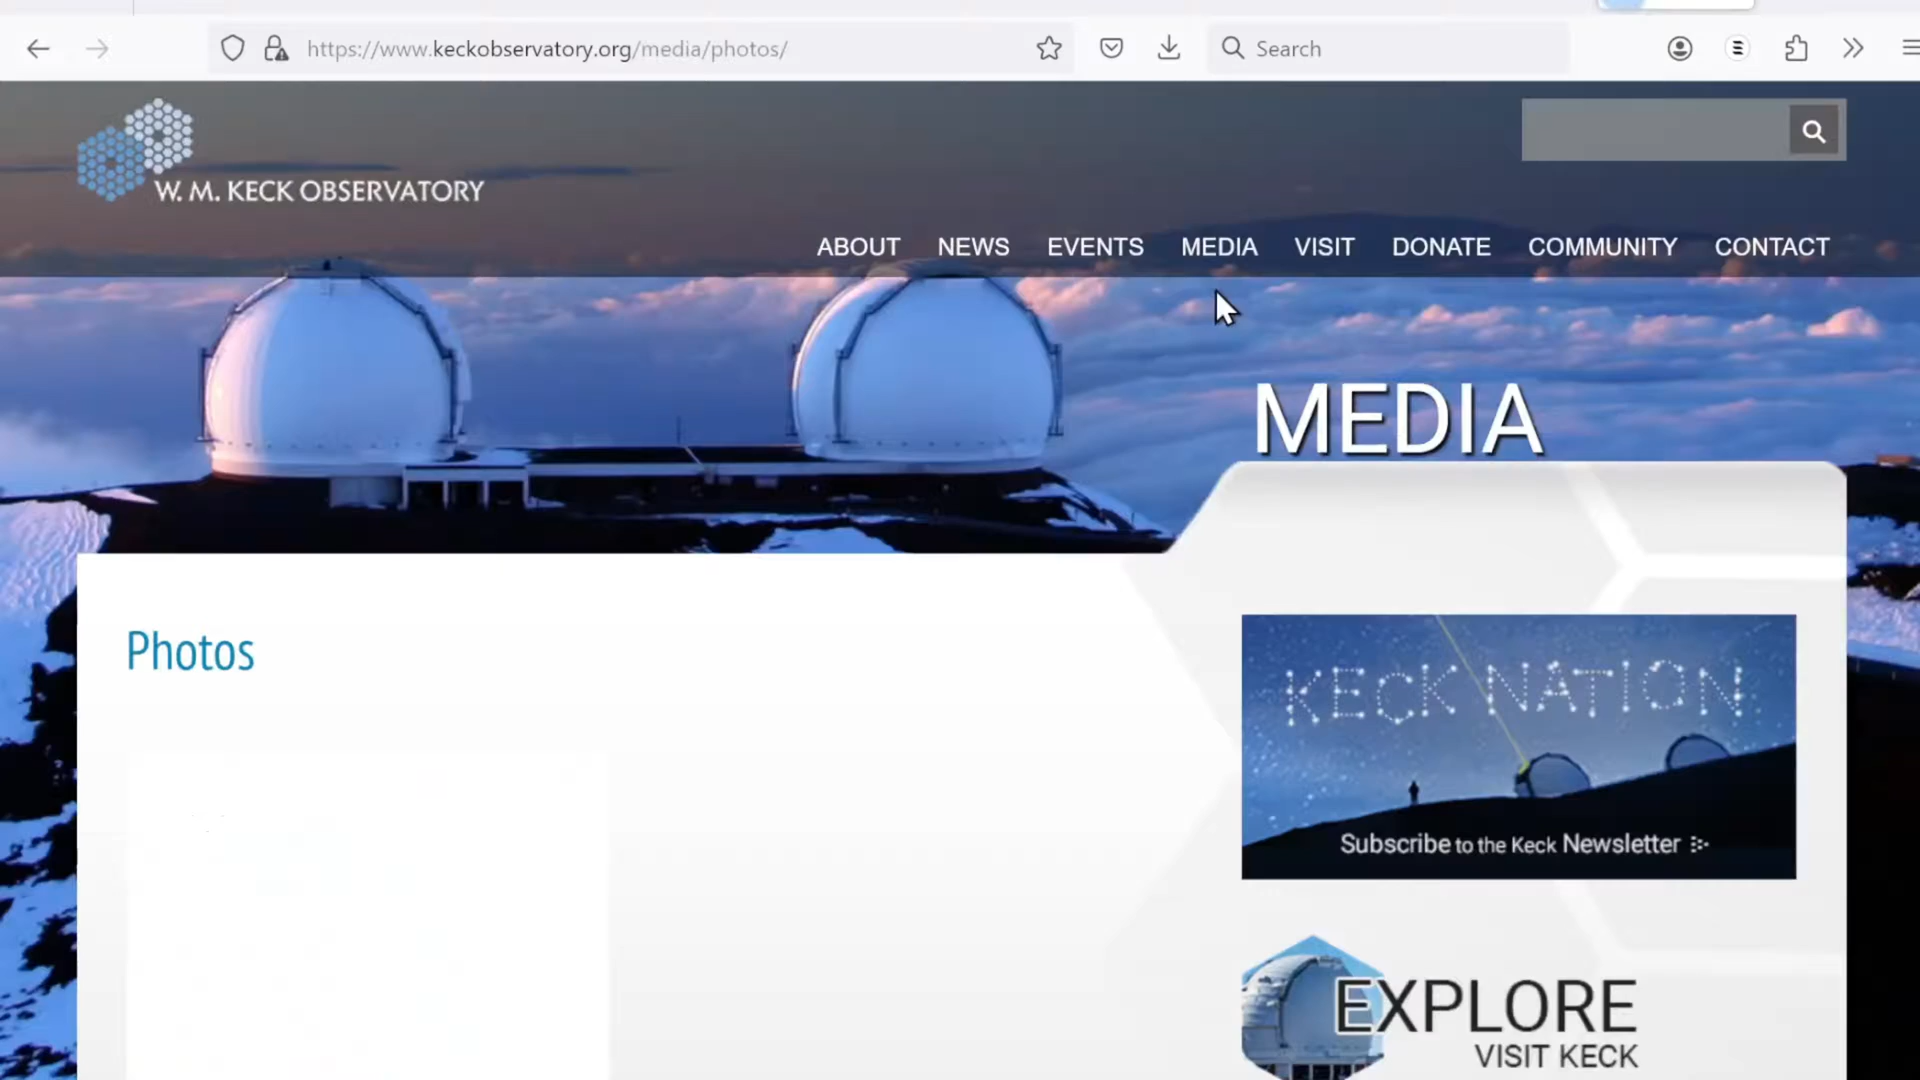 https://www.keckobservatory.org/media/photos/
Search
W. M. KECK OBSERVATORY
ABOUT NEWS EVENTS MEDIA VISIT DONATE COMMUNITY CONTACT
MEDIA
Photos
KECK NATION
Subscribe to the Keck Newsletter
EXPLORE
VISIT KECK